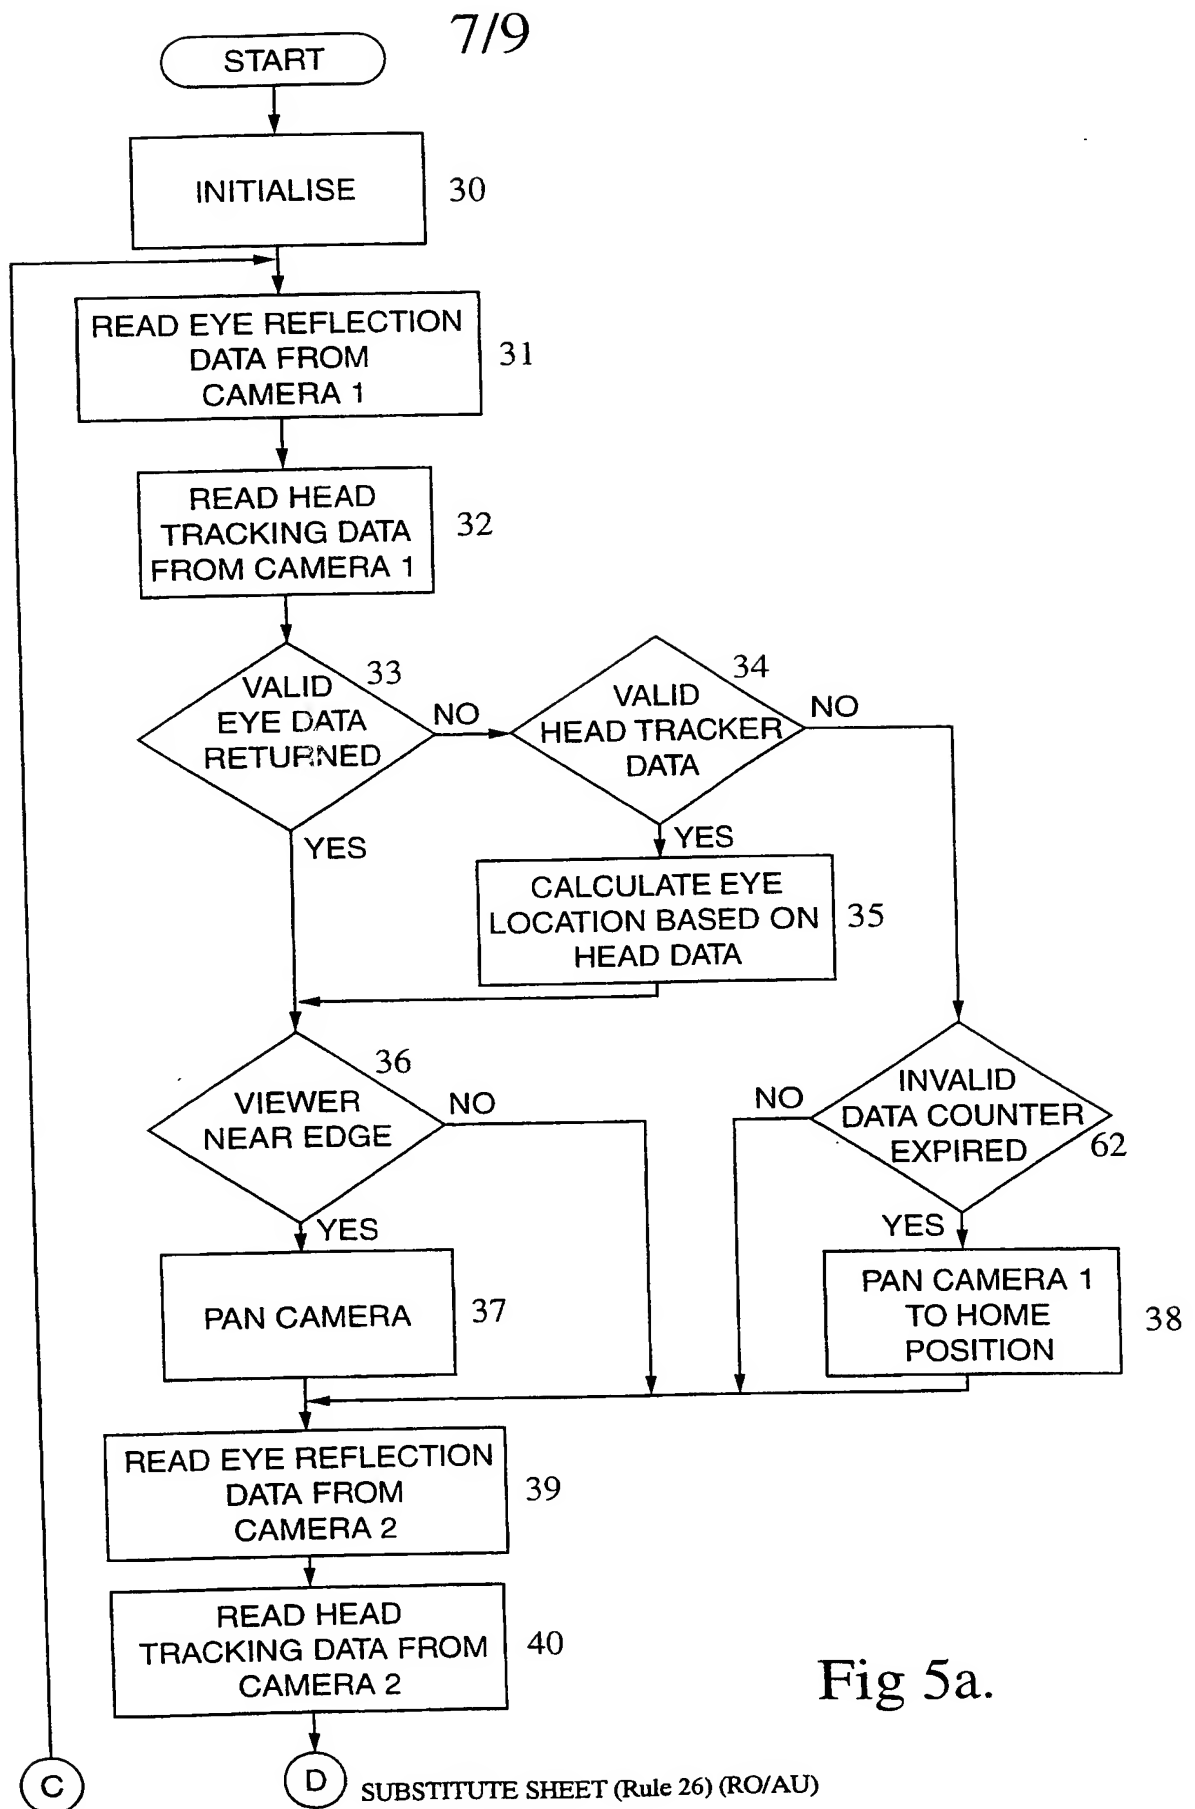 7/9
START
INITIALISE
30
READ EYE REFLECTION
DATA FROM
CAMERA 1
31
READ HEAD
TRACKING DATA
FROM CAMERA 1
32
33
VALID
EYE DATA
RETURNED
NO
YES
34
VALID
HEAD TRACKER
DATA
NO
YES
CALCULATE EYE
LOCATION BASED ON
HEAD DATA
35
36
VIEWER
NEAR EDGE
NO
YES
INVALID
DATA COUNTER
EXPIRED
62
NO
YES
PAN CAMERA
37
PAN CAMERA 1
TO HOME
POSITION
38
READ EYE REFLECTION
DATA FROM
CAMERA 2
39
READ HEAD
TRACKING DATA FROM
CAMERA 2
40
Fig 5a.
C
D
SUBSTITUTE SHEET (Rule 26) (RO/AU)